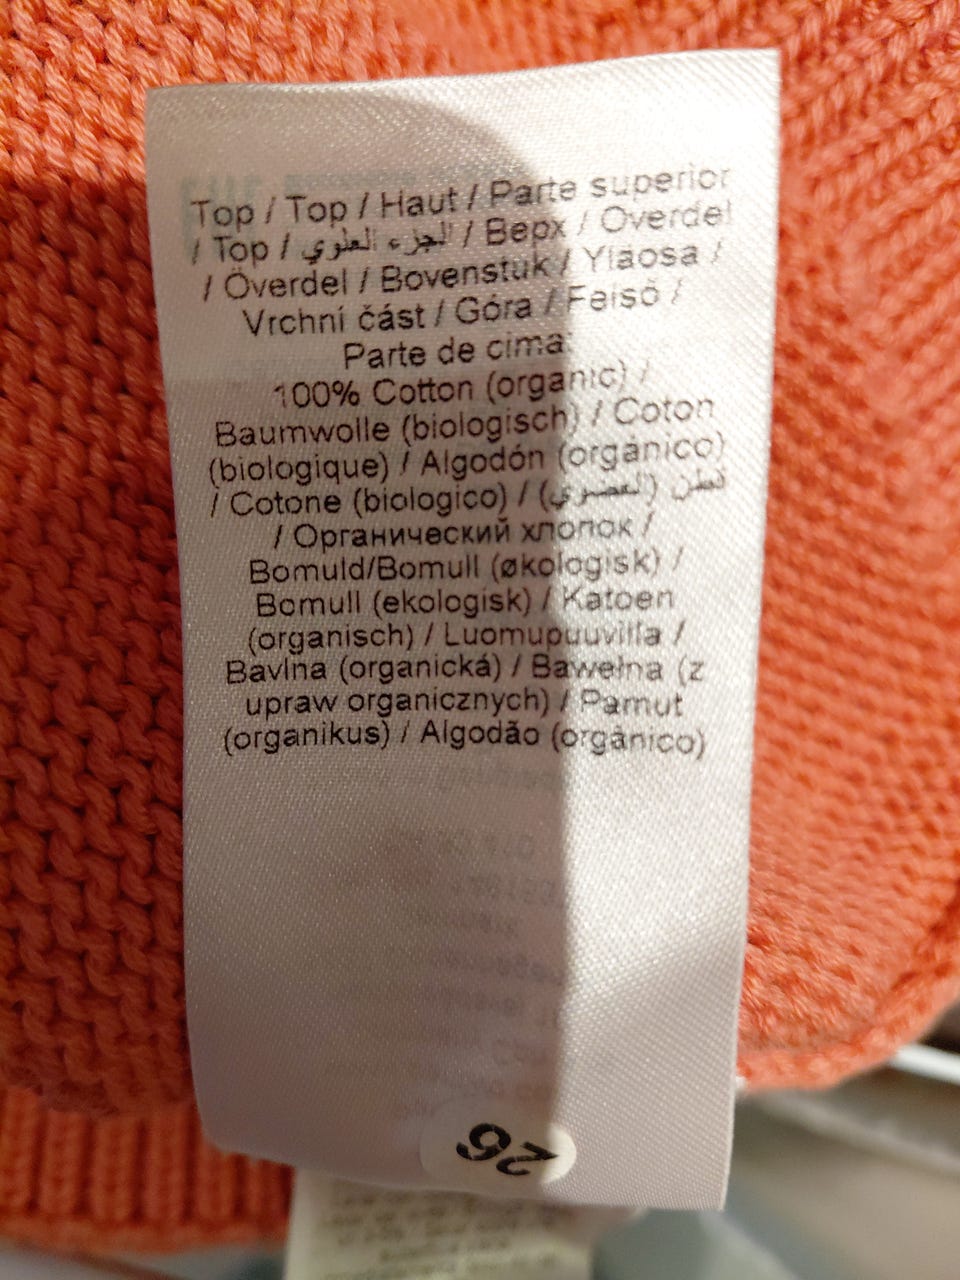 Top / Top / Haut / Parte superior
/ Top / الجزء العلوي / Верх / Overdel
/ Överdel / Bovenstuk / Yläosa /
Vrchní část / Góra / Felső /
Parte de cima:
100% Cotton (organic) /
Baumwolle (biologisch) / Coton
(biologique) / Algodón (orgánico)
/ Cotone (biologico) / قطن (العضوي)
/ Органический хлопок /
Bomuld/Bomull (økologisk) /
Bomull (ekologisk) / Katoen
(organisch) / Luomupuuvilla /
Bavlna (organická) / Bawełna (z
upraw organicznych) / Pamut
(organikus) / Algodão (orgânico)
26